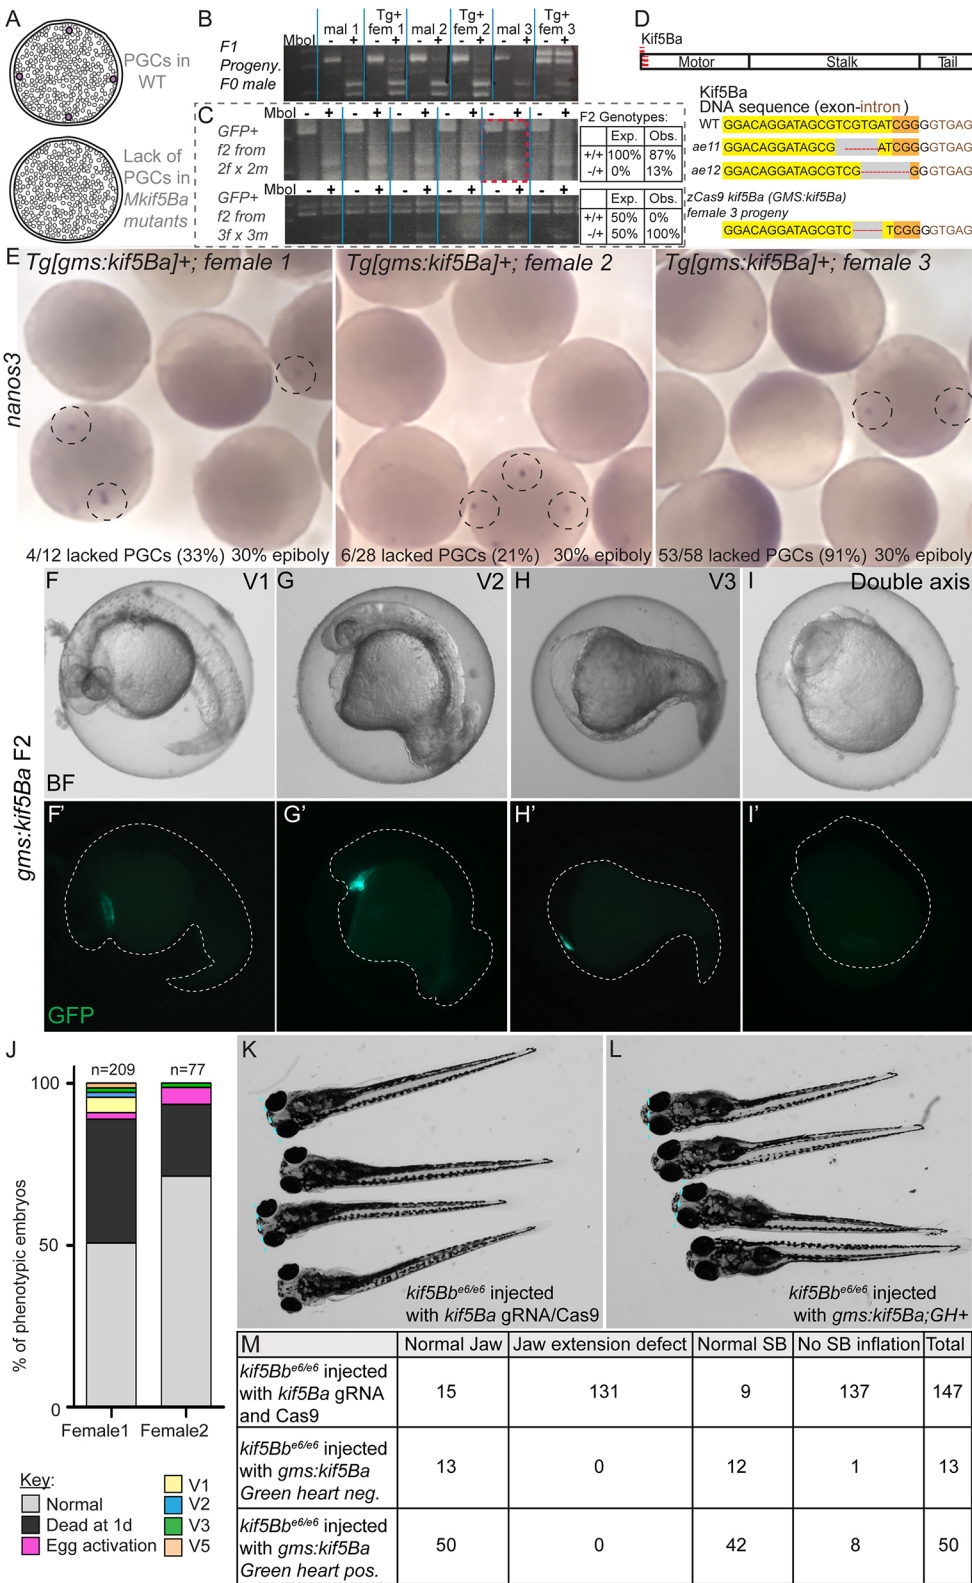 A
PGCs in
WT
Lack of
PGCs in
Mkif5Ba
mutants
B
MboI
mal 1
Tg+
fem 1
mal 2
Tg+
fem 2
mal 3
Tg+
fem 3
- + - + - + - + - + - +
F1
Progeny.
F0 male
C
MboI - + - + - + - + - + - +
GFP+
f2 from
2f x 2m
MboI - + - + - + - + - + - +
GFP+
f2 from
3f x 3m
F2 Genotypes:
Exp. Obs.
+/+ 100% 87%
-/+ 0% 13%
Exp. Obs.
+/+ 50% 0%
-/+ 50% 100%
D
Kif5Ba
Motor Stalk Tail
Kif5Ba
DNA sequence (exon-intron)
WT GGACAGGATAGCGTCGTGATCGGGGTGAG
ae11 GGACAGGATAGCG ---------ATCGGGGTGAG
ae12 GGACAGGATAGCGTCG----------GGGTGAG
zCas9 kif5Ba (GMS:kif5Ba)
female 3 progeny
GGACAGGATAGCGTC---------TCGGGGTGAG
E
Tg[gms:kif5Ba]+; female 1
Tg[gms:kif5Ba]+; female 2
Tg[gms:kif5Ba]+; female 3
nanos3
4/12 lacked PGCs (33%) 30% epiboly
6/28 lacked PGCs (21%) 30% epiboly
53/58 lacked PGCs (91%) 30% epiboly
F V1
G V2
H V3
I Double axis
BF
gms:kif5Ba F2
F'
G'
H'
I'
GFP
J
n=209 n=77
100
50
0
% of phenotypic embryos
Female1 Female2
Key:
Normal
Dead at 1d
Egg activation
V1
V2
V3
V5
K
kif5Bbe6/e6 injected
with kif5Ba gRNA/Cas9
L
kif5Bbe6/e6 injected
with gms:kif5Ba;GH+
M Normal Jaw Jaw extension defect Normal SB No SB inflation Total
kif5Bbe6/e6 injected
with kif5Ba gRNA
and Cas9
15 131 9 137 147
kif5Bbe6/e6 injected
with gms:kif5Ba
Green heart neg.
13 0 12 1 13
kif5Bbe6/e6 injected
with gms:kif5Ba
Green heart pos.
50 0 42 8 50